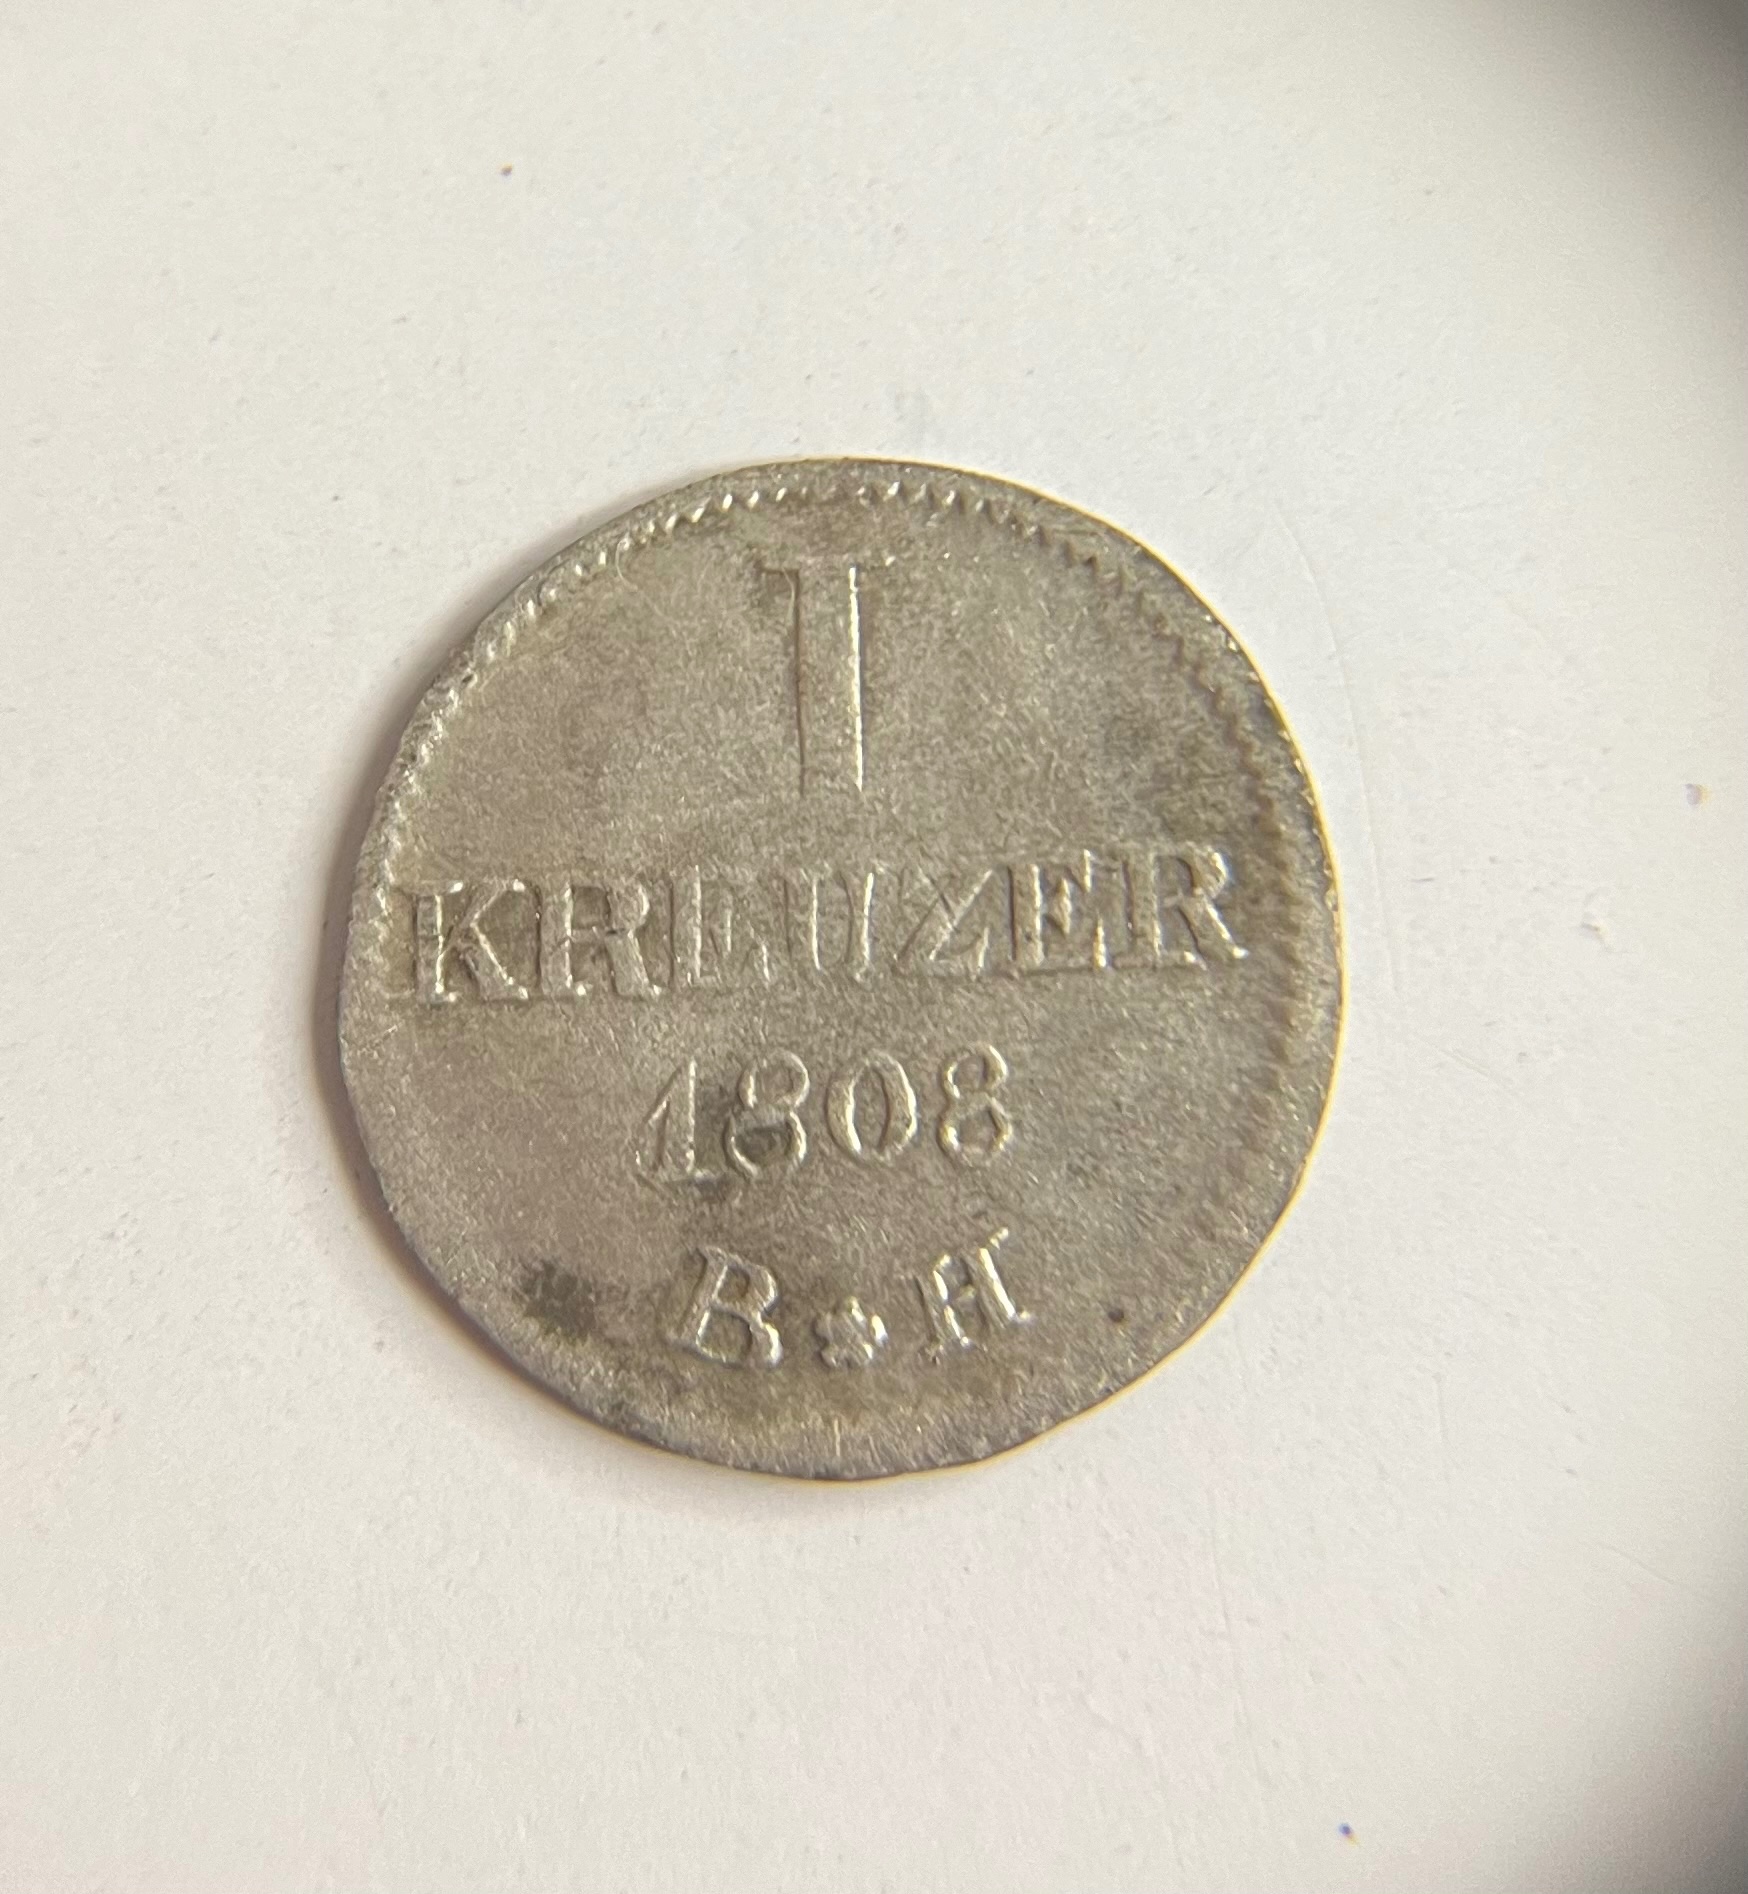 I
KREUZER
1808
B * H